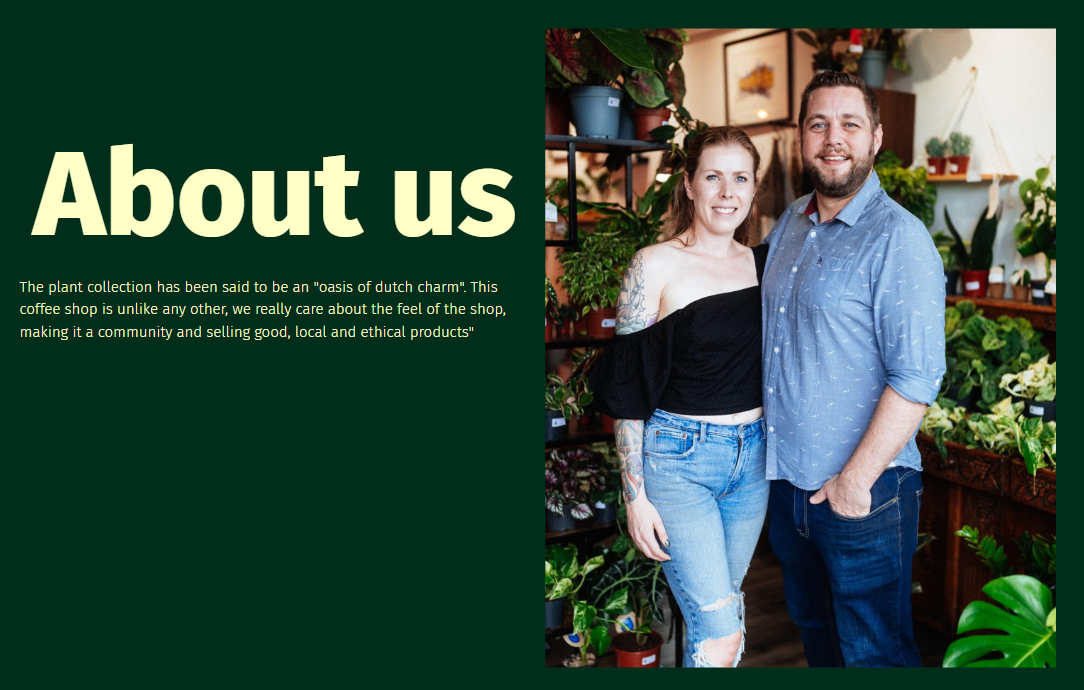 About us
The plant collection has been said to be an "oasis of dutch charm". This
coffee shop is unlike any other, we really care about the feel of the shop,
making it a community and selling good, local and ethical products"